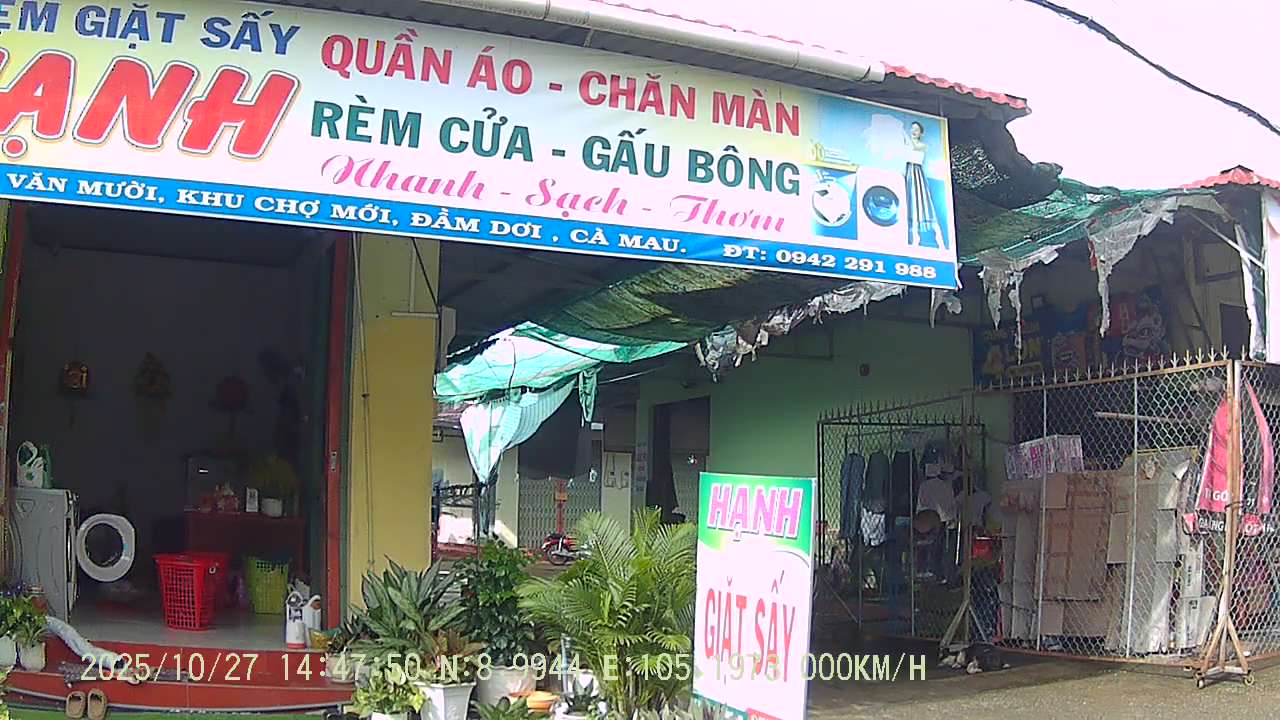 ỆM GIẶT SẤY
HẠNH
QUẦN ÁO - CHĂN MÀN
RÈM CỬA - GẤU BÔNG
Nhanh - Sạch - Thơm
VĂN MƯỜI, KHU CHỢ MỚI, ĐẦM DƠI , CÀ MAU. ĐT: 0942 291 988
HẠNH
GIẶT SẤY
2025/10/27 14:47:50 N:8.9944 E:105.1973 000KM/H